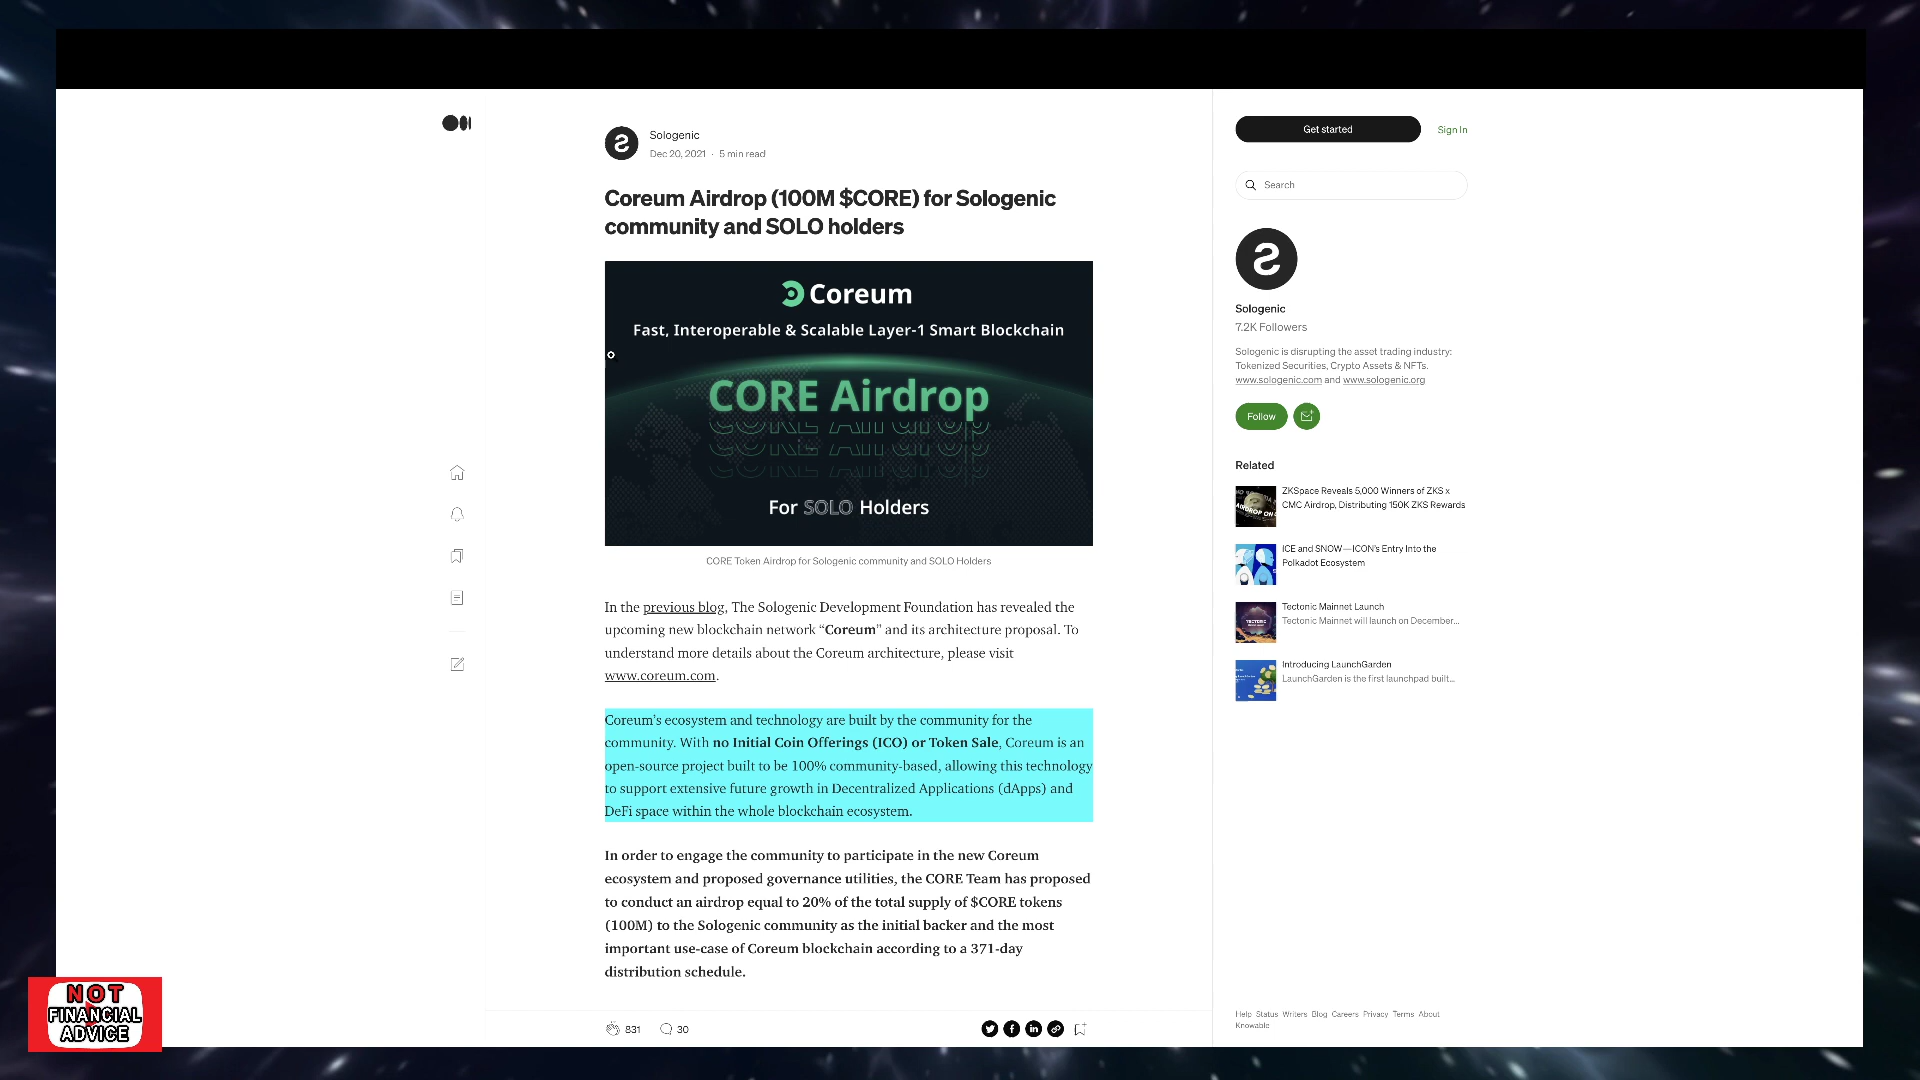 Sologenic
Dec 20, 2021 · 5 min read
Coreum Airdrop (100M $CORE) for Sologenic
community and SOLO holders
Coreum
Fast, Interoperable & Scalable Layer-1 Smart Blockchain
CORE Airdrop
CORE Airdrop
CORE Airdrop
CORE Airdrop
For SOLO Holders
CORE Token Airdrop for Sologenic community and SOLO Holders
In the previous blog, The Sologenic Development Foundation has revealed the
upcoming new blockchain network “Coreum” and its architecture proposal. To
understand more details about the Coreum architecture, please visit
www.coreum.com.
Coreum’s ecosystem and technology are built by the community for the
community. With no Initial Coin Offerings (ICO) or Token Sale, Coreum is an
open-source project built to be 100% community-based, allowing this technology
to support extensive future growth in Decentralized Applications (dApps) and
DeFi space within the whole blockchain ecosystem.
In order to engage the community to participate in the new Coreum
ecosystem and proposed governance utilities, the CORE Team has proposed
to conduct an airdrop equal to 20% of the total supply of $CORE tokens
(100M) to the Sologenic community as the initial backer and the most
important use-case of Coreum blockchain according to a 371-day
distribution schedule.
831
30
Get started
Sign In
Search
Sologenic
7.2K Followers
Sologenic is disrupting the asset trading industry:
Tokenized Securities, Crypto Assets & NFTs.
www.sologenic.com and www.sologenic.org
Follow
Related
ZKSpace Reveals 5,000 Winners of ZKS x
CMC Airdrop, Distributing 150K ZKS Rewards
ICE and SNOW—ICON’s Entry Into the
Polkadot Ecosystem
TECTONIC
Tectonic Mainnet Launch
Tectonic Mainnet will launch on December...
Introducing LaunchGarden
LaunchGarden is the first launchpad built...
Help Status Writers Blog Careers Privacy Terms About
Knowable
NOT
FINANCIAL
ADVICE